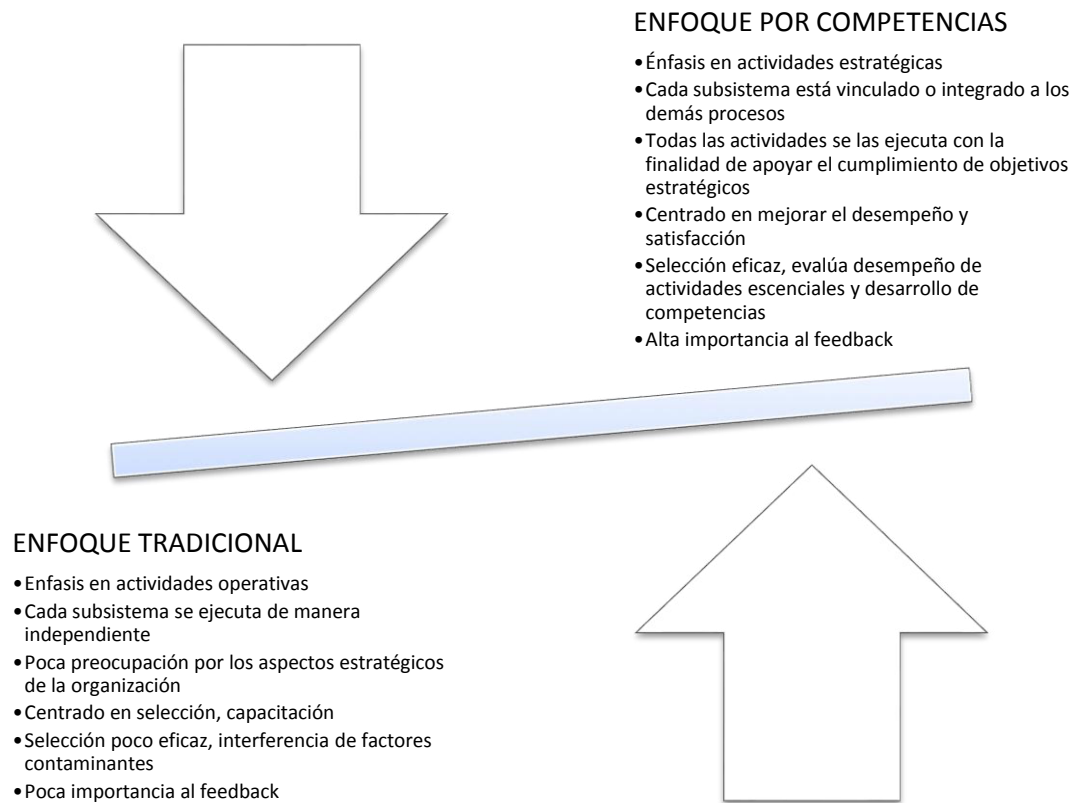 ENFOQUE POR COMPETENCIAS
•Énfasis en actividades estratégicas
•Cada subsistema está vinculado o integrado a los
demás procesos
•Todas las actividades se las ejecuta con la
finalidad de apoyar el cumplimiento de objetivos
estratégicos
•Centrado en mejorar el desempeño y
satisfacción
•Selección eficaz, evalúa desempeño de
actividades escenciales y desarrollo de
competencias
•Alta importancia al feedback
ENFOQUE TRADICIONAL
•Enfasis en actividades operativas
•Cada subsistema se ejecuta de manera
independiente
•Poca preocupación por los aspectos estratégicos
de la organización
•Centrado en selección, capacitación
•Selección poco eficaz, interferencia de factores
contaminantes
•Poca importancia al feedback